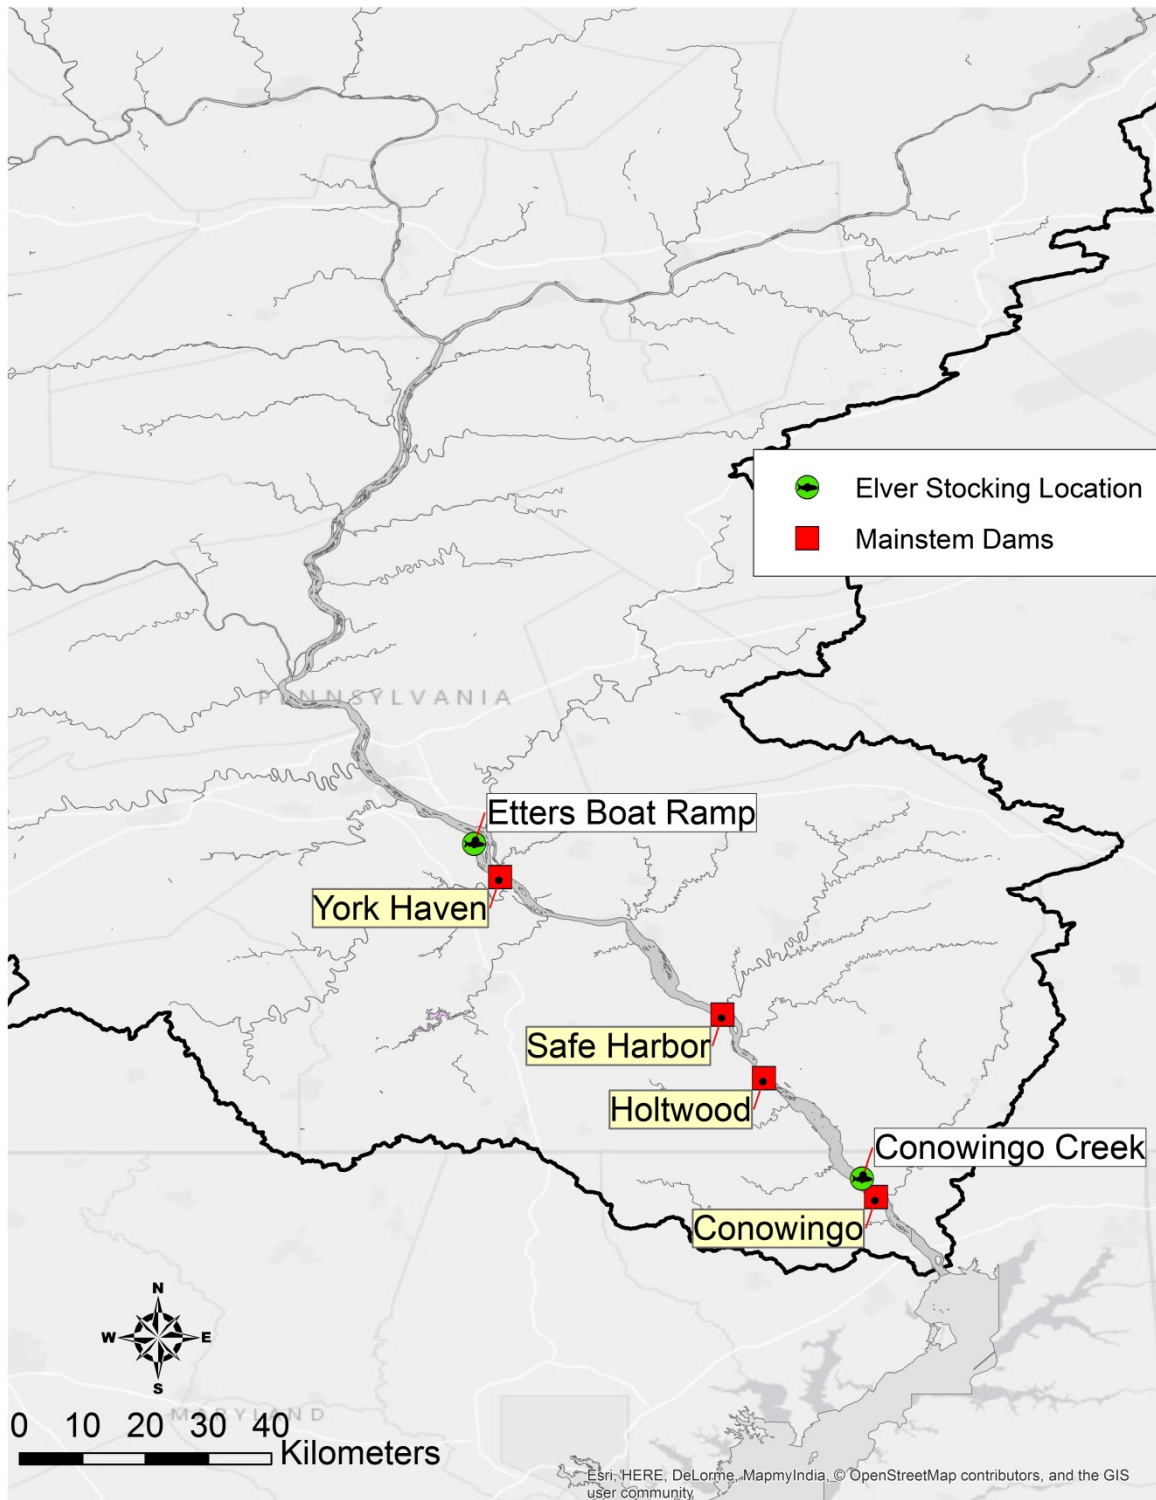 Elver Stocking Location
Mainstem Dams
PENNSYLVANIA
Etters Boat Ramp
York Haven
Safe Harbor
Holtwood
Conowingo Creek
Conowingo
N
W E
S
MARYLAND
0 10 20 30 40
Kilometers
Esri, HERE, DeLorme, MapmyIndia, © OpenStreetMap contributors, and the GIS
user community